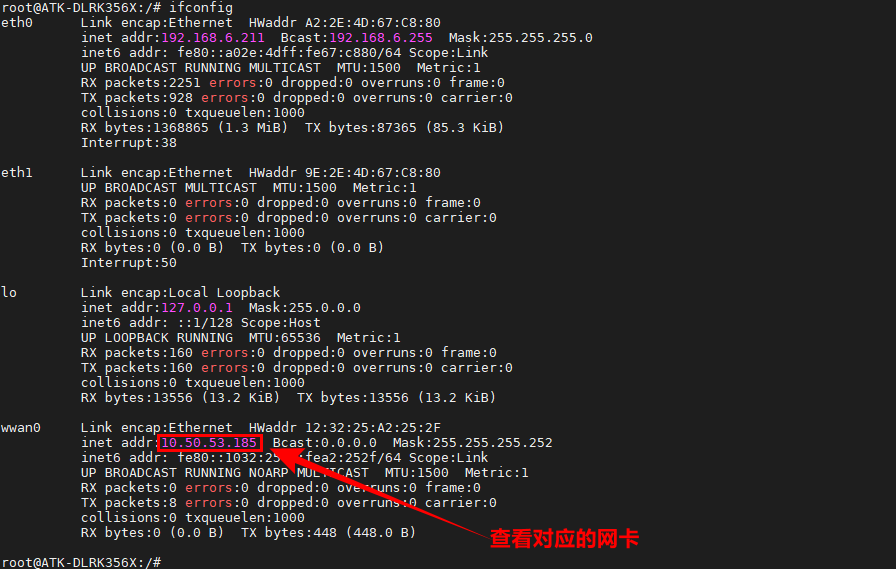 root@ATK-DLRK356X:/# ifconfig
eth0      Link encap:Ethernet  HWaddr A2:2E:4D:67:C8:80
          inet addr:192.168.6.211  Bcast:192.168.6.255  Mask:255.255.255.0
          inet6 addr: fe80::a02e:4dff:fe67:c880/64 Scope:Link
          UP BROADCAST RUNNING MULTICAST  MTU:1500  Metric:1
          RX packets:2251 errors:0 dropped:0 overruns:0 frame:0
          TX packets:928 errors:0 dropped:0 overruns:0 carrier:0
          collisions:0 txqueuelen:1000
          RX bytes:1368865 (1.3 MiB)  TX bytes:87365 (85.3 KiB)
          Interrupt:38
eth1      Link encap:Ethernet  HWaddr 9E:2E:4D:67:C8:80
          UP BROADCAST MULTICAST  MTU:1500  Metric:1
          RX packets:0 errors:0 dropped:0 overruns:0 frame:0
          TX packets:0 errors:0 dropped:0 overruns:0 carrier:0
          collisions:0 txqueuelen:1000
          RX bytes:0 (0.0 B)  TX bytes:0 (0.0 B)
          Interrupt:50
lo        Link encap:Local Loopback
          inet addr:127.0.0.1  Mask:255.0.0.0
          inet6 addr: ::1/128 Scope:Host
          UP LOOPBACK RUNNING  MTU:65536  Metric:1
          RX packets:160 errors:0 dropped:0 overruns:0 frame:0
          TX packets:160 errors:0 dropped:0 overruns:0 carrier:0
          collisions:0 txqueuelen:1000
          RX bytes:13556 (13.2 KiB)  TX bytes:13556 (13.2 KiB)
wwan0     Link encap:Ethernet  HWaddr 12:32:25:A2:25:2F
          inet addr:10.50.53.185  Bcast:0.0.0.0  Mask:255.255.255.252
          inet6 addr: Scope:Link
          UP BROADCAST RUNNING NOARP MULTICAST  MTU:1500  Metric:1
          RX packets:0 errors:0 dropped:0 overruns:0 frame:0
          TX packets:8 errors:0 dropped:0 overruns:0 carrier:0
          collisions:0 txqueuelen:1000
          RX bytes:0 (0.0 B)  TX bytes:448 (448.0 B)
查看对应的网卡
root@ATK-DLRK356X:/#